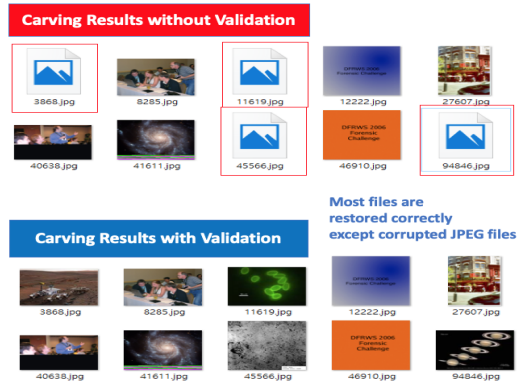 Carving Results without Validation
DFRWS 2006
Forensic
Challenge
3868.jpg
8285.jpg
11619.jpg
12222.jpg
27607.jpg
DFRWS 2006
Forensic
Challenge
40638.jpg
41611.jpg
45566.jpg
46910.jpg
94846.jpg
Most files are
restored correctly
except corrupted JPEG files
Carving Results with Validation
DFRWS 2006
Forensic
Challenge
3868.jpg
8285.jpg
11619.jpg
12222.jpg
27607.jpg
DFRWS 2006
Forensic
Challenge
40638.jpg
41611.jpg
45566.jpg
46910.jpg
94846.jpg